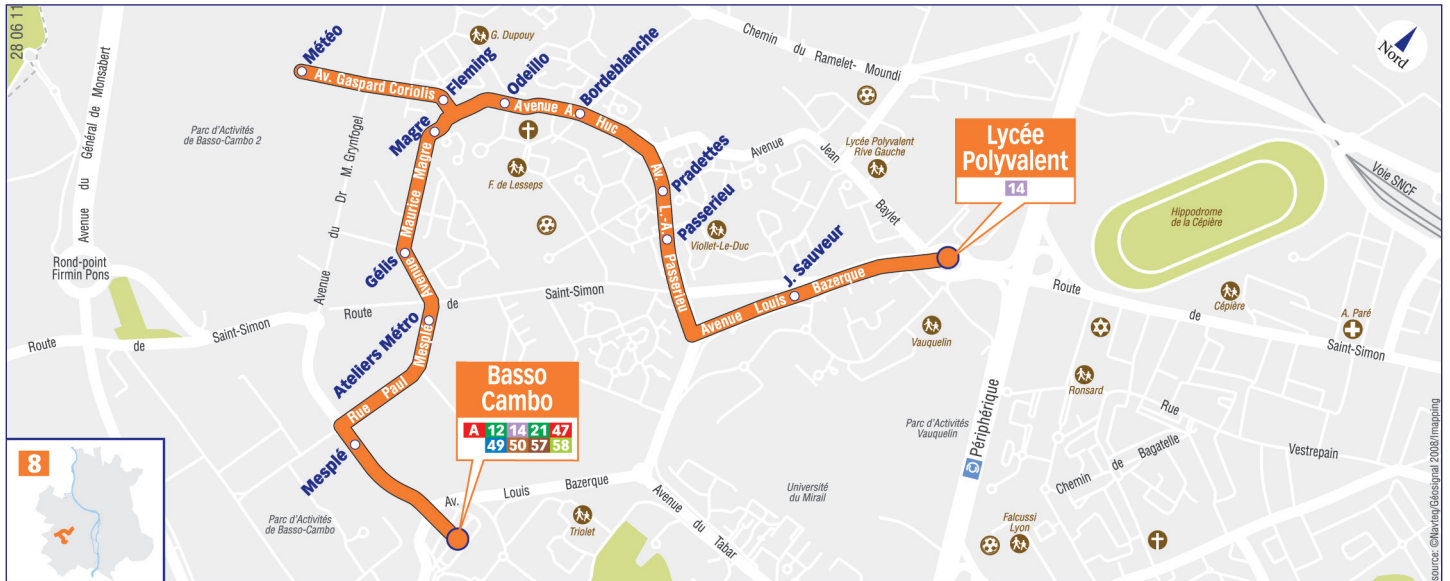 28 06 11
Avenue du Général de Monsabert
Parc d'Activités
de Basso-Cambo 2
Rond-point
Firmin Pons
Route de Saint-Simon
Avenue du Dr M. Grynfogel
Météo
Av. Gaspard Coriolis
Fleming
G. Dupouy
Magre
Odeillo
Avenue A Huc
Bordeblanche
F. de Lesseps
Avenue Maurice Magre
Gélis
Route de Saint-Simon
Ateliers Métro
Rue Paul Mesplé
Mesplé
Basso
Cambo
A 12 14 21 47
49 50 57 58
Parc d'Activités
de Basso-Cambo
Av. Louis Bazerque
Triolet
Avenue du Tabar
Université
du Mirail
Av. L.-A. Passerieu
Pradettes
Passerieu
Viollet-Le-Duc
Avenue Jean Baylet
Chemin du Ramelet-Moundi
Lycée Polyvalent
Rive Gauche
J. Sauveur
Avenue Louis Bazerque
Lycée
Polyvalent
14
Vauquelin
Parc d'Activités
Vauquelin
Périphérique
Nord
Voie SNCF
Hippodrome
de la Cépière
Cépière
Route de Saint-Simon
A. Paré
Ronsard
Rue Vestrepain
Chemin de Bagatelle
Falcussi
Lyon
8
source: ©Navteq/Géosignal 2008/Imapping